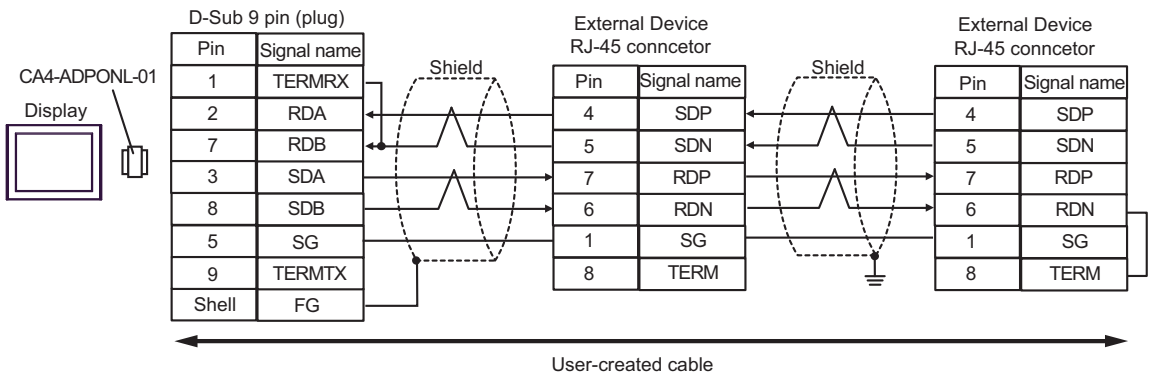 D-Sub 9 pin (plug)
External Device
RJ-45 conncetor
External Device
RJ-45 conncetor
CA4-ADPONL-01
Display
Pin Signal name
1 TERMRX
2 RDA
7 RDB
3 SDA
8 SDB
5 SG
9 TERMTX
Shell FG
Shield
Pin Signal name
4 SDP
5 SDN
7 RDP
6 RDN
1 SG
8 TERM
Shield
Pin Signal name
4 SDP
5 SDN
7 RDP
6 RDN
1 SG
8 TERM
User-created cable